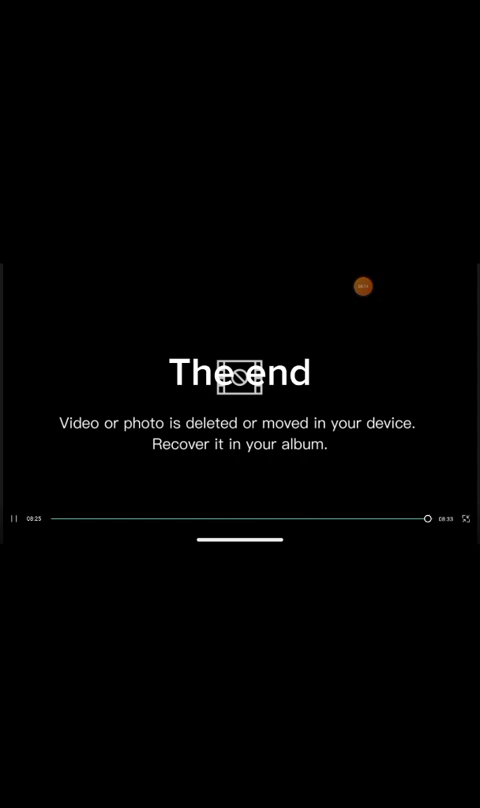 The end
Video or photo is deleted or moved in your device.
Recover it in your album.
08:25
08:33